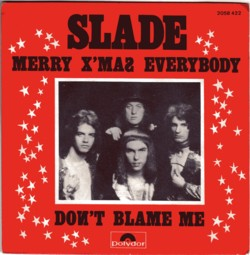 SLADE
2058 422
MERRY X'MAS EVERYBODY
DON'T BLAME ME
polydor